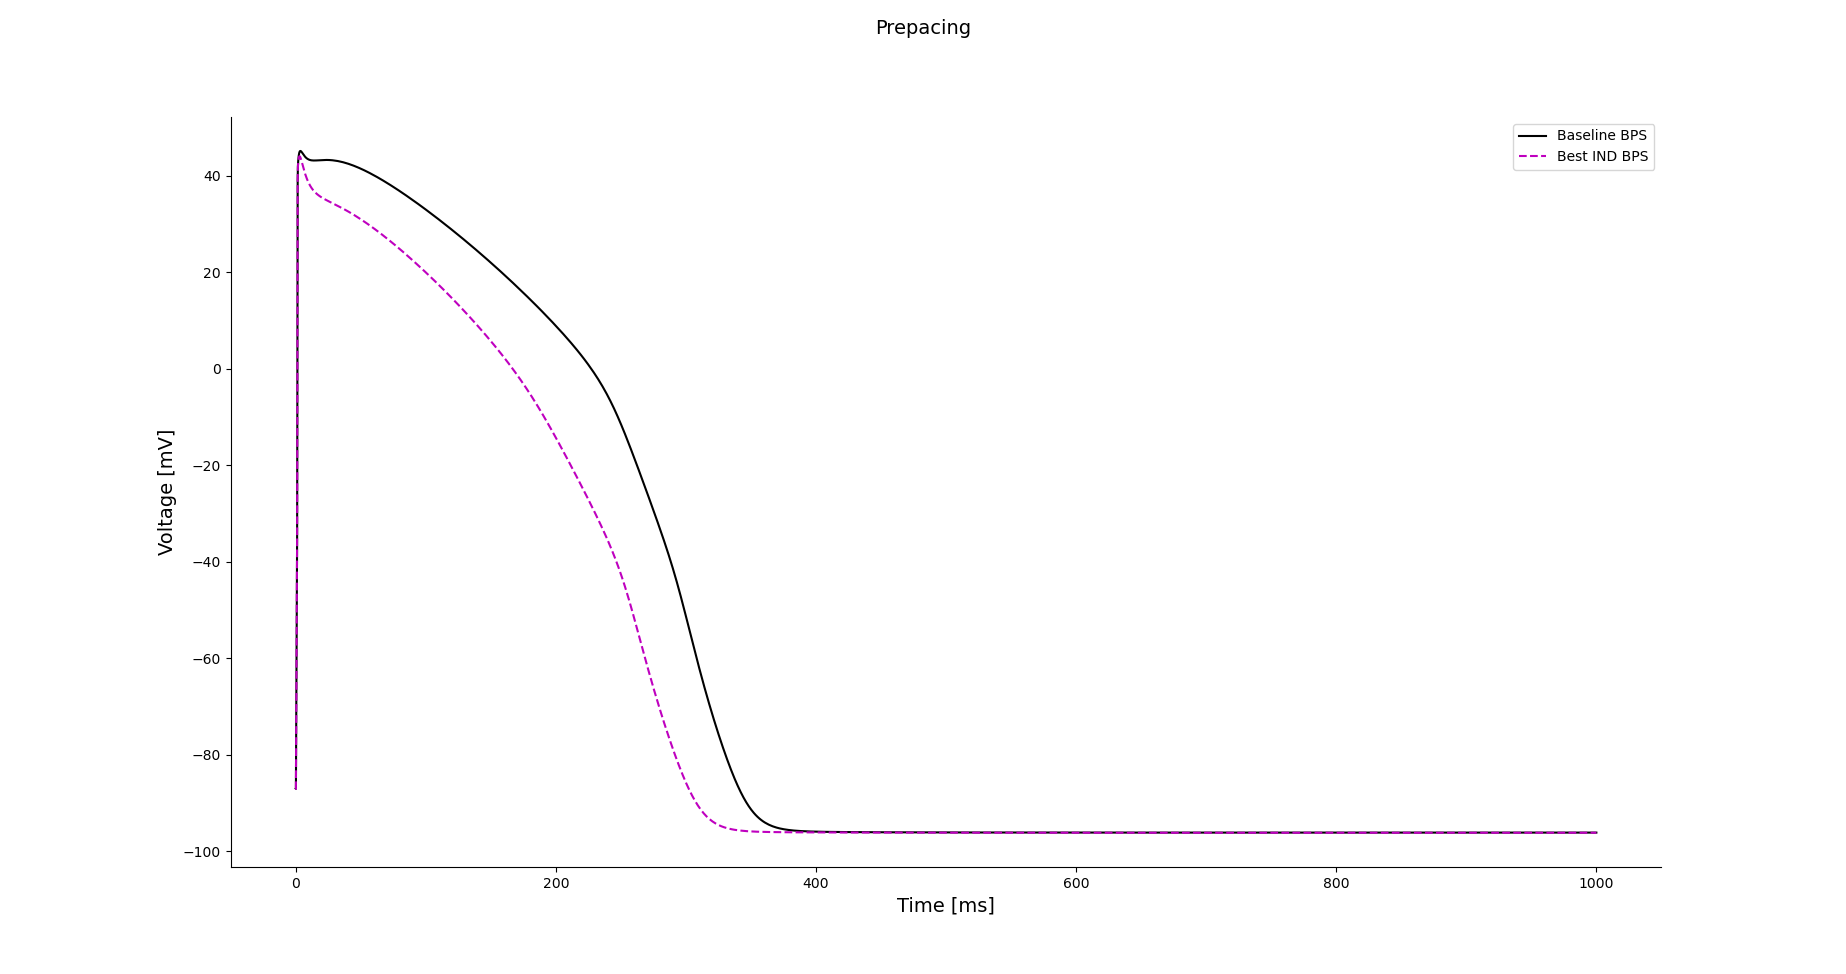 Prepacing
Baseline BPS
Best IND BPS
40
20
0
−20
−40
−60
−80
−100
Voltage [mV]
0
200
400
600
800
1000
Time [ms]